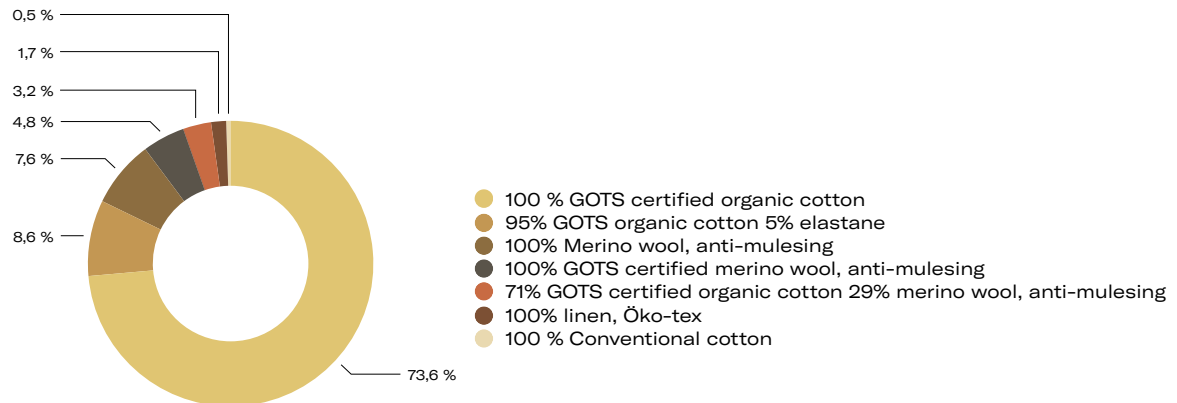 0,5 %
1,7 %
3,2 %
4,8 %
7,6 %
8,6 %
73,6 %
100 % GOTS certified organic cotton
95% GOTS organic cotton 5% elastane
100% Merino wool, anti-mulesing
100% GOTS certified merino wool, anti-mulesing
71% GOTS certified organic cotton 29% merino wool, anti-mulesing
100% linen, Öko-tex
100 % Conventional cotton